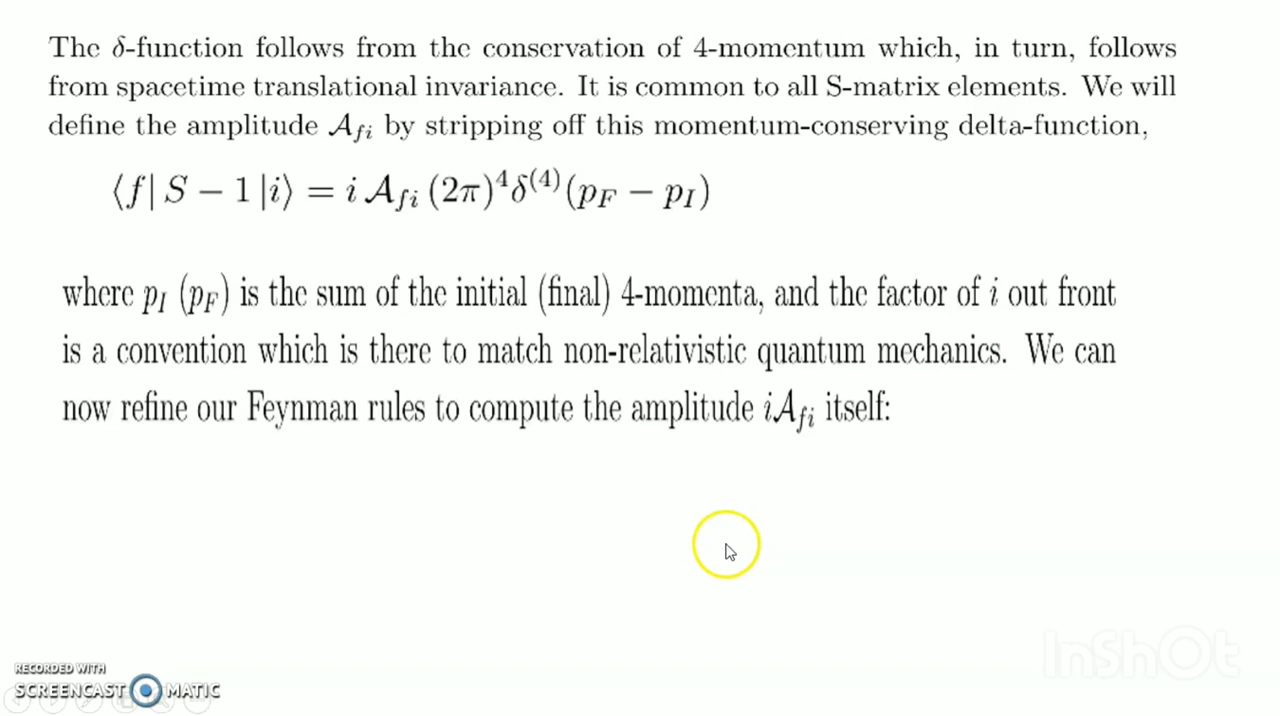 The δ-function follows from the conservation of 4-momentum which, in turn, follows
from spacetime translational invariance. It is common to all S-matrix elements. We will
define the amplitude 𝒜_{fi} by stripping off this momentum-conserving delta-function,
⟨f| S − 1 |i⟩ = i 𝒜_{fi} (2π)⁴δ⁽⁴⁾(p_F − p_I)
where p_I (p_F) is the sum of the initial (final) 4-momenta, and the factor of i out front
is a convention which is there to match non-relativistic quantum mechanics. We can
now refine our Feynman rules to compute the amplitude i𝒜_{fi} itself:
InShOt
RECORDED WITH
SCREENCAST MATIC